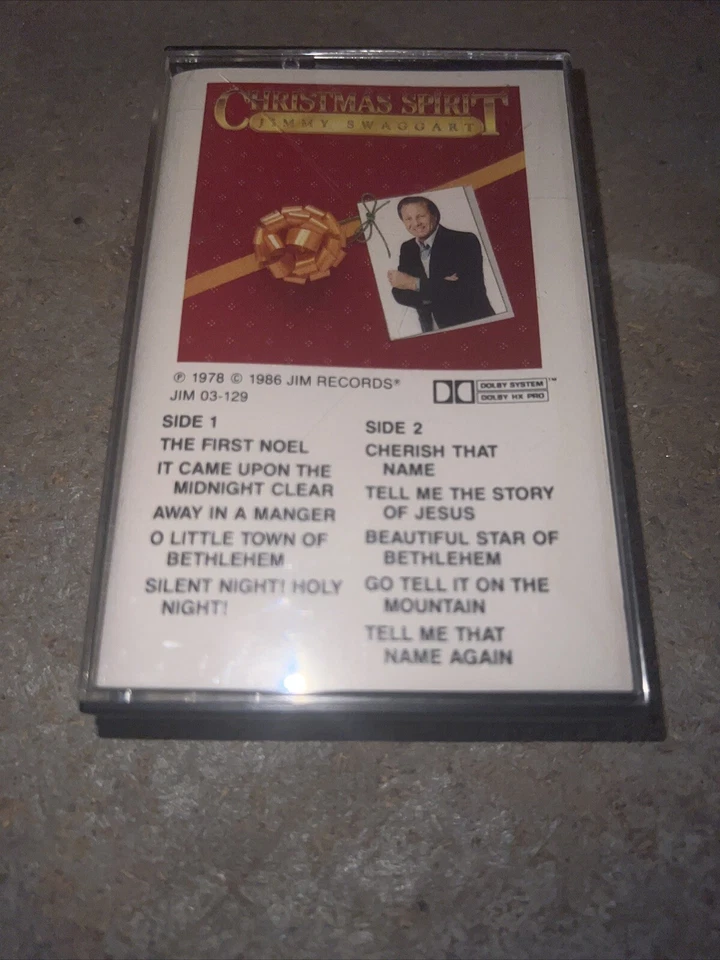 CHRISTMAS SPIRIT
JIMMY SWAGGART
℗ 1978 © 1986 JIM RECORDS®
JIM 03-129
DOLBY SYSTEM™
DOLBY HX PRO
SIDE 1
THE FIRST NOEL
IT CAME UPON THE
MIDNIGHT CLEAR
AWAY IN A MANGER
O LITTLE TOWN OF
BETHLEHEM
SILENT NIGHT! HOLY
NIGHT!
SIDE 2
CHERISH THAT
NAME
TELL ME THE STORY
OF JESUS
BEAUTIFUL STAR OF
BETHLEHEM
GO TELL IT ON THE
MOUNTAIN
TELL ME THAT
NAME AGAIN